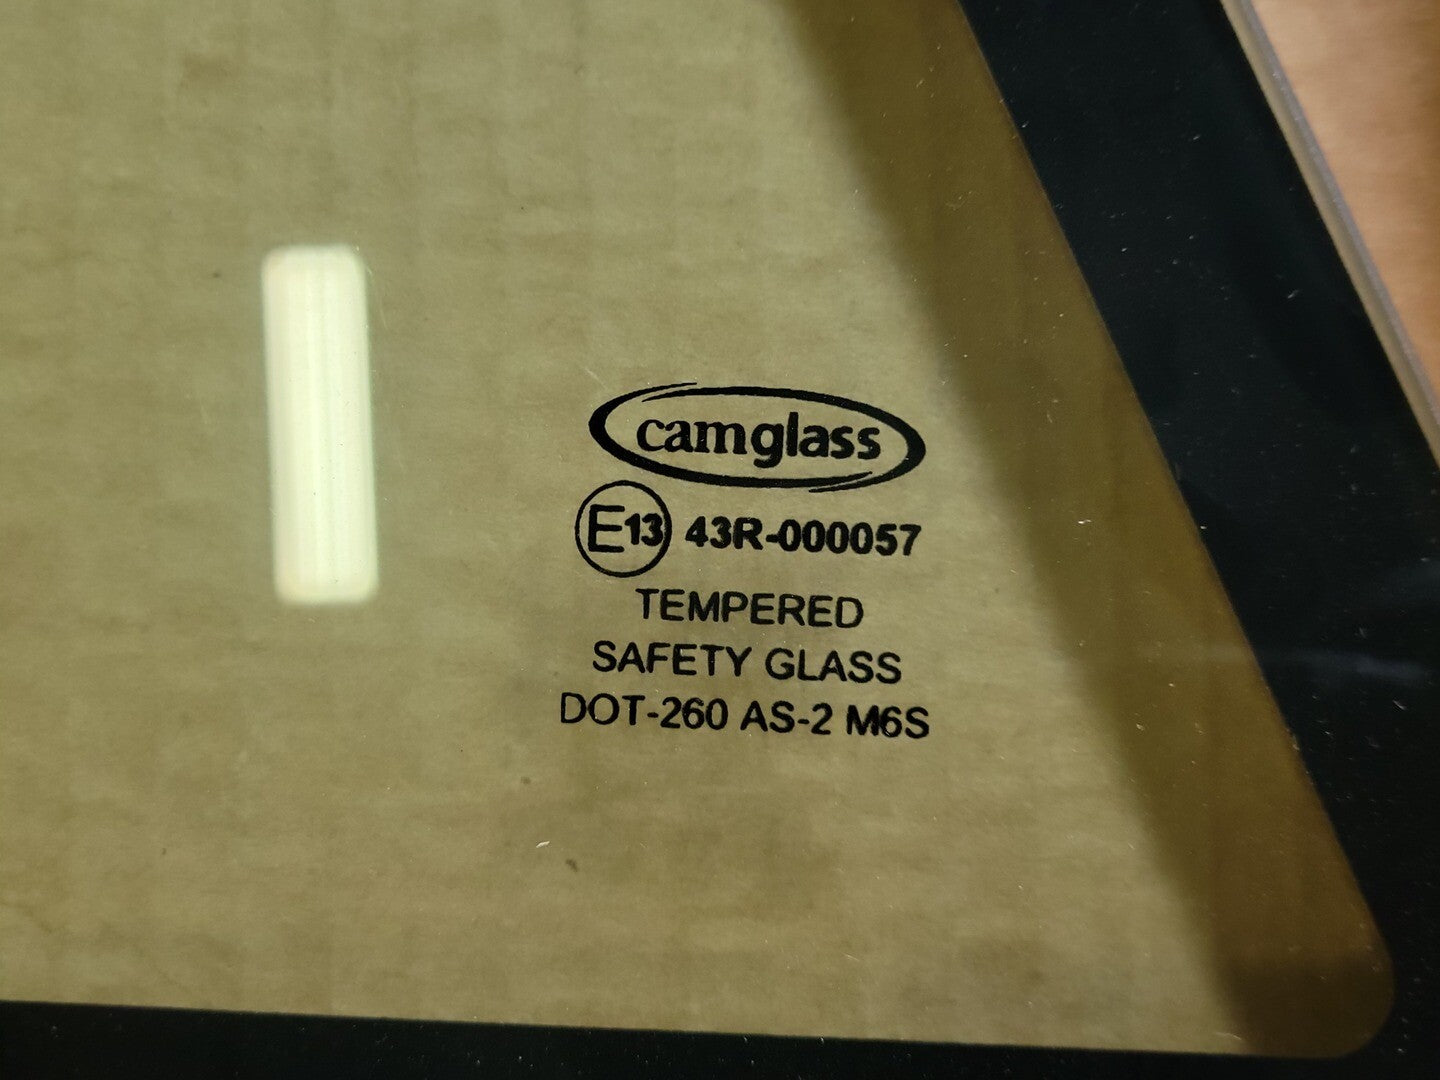 camglass
E13 43R-000057
TEMPERED
SAFETY GLASS
DOT-260 AS-2 M6S